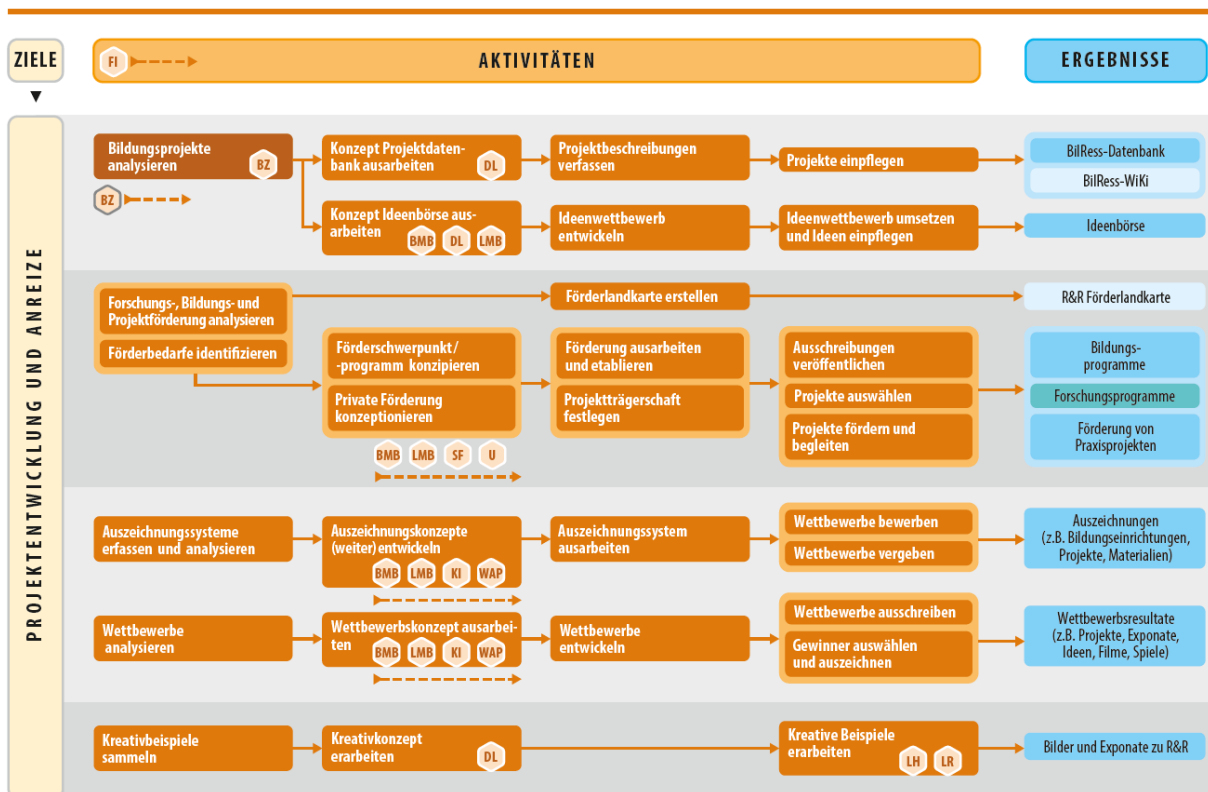 ZIELE
FI
AKTIVITÄTEN
ERGEBNISSE
PROJEKTENTWICKLUNG UND ANREIZE
Bildungsprojekte
analysieren
BZ
BZ
Konzept Projektdaten-
bank ausarbeiten
DL
Projektbeschreibungen
verfassen
Projekte einpflegen
BilRess-Datenbank
BilRess-WiKi
Konzept Ideenbörse aus-
arbeiten
BMB DL LMB
Ideenwettbewerb
entwickeln
Ideenwettbewerb umsetzen
und Ideen einpflegen
Ideenbörse
Forschungs-, Bildungs- und
Projektförderung analysieren
Förderbedarfe identifizieren
Förderlandkarte erstellen
R&R Förderlandkarte
Förderschwerpunkt /
-programm konzipieren
Private Förderung
konzeptionieren
BMB LMB SF U
Förderung ausarbeiten
und etablieren
Projektträgerschaft
festlegen
Ausschreibungen
veröffentlichen
Projekte auswählen
Projekte fördern und
begleiten
Bildungs-
programme
Forschungsprogramme
Förderung von
Praxisprojekten
Auszeichnungssysteme
erfassen und analysieren
Auszeichnungskonzepte
(weiter) entwickeln
BMB LMB KI WAP
Auszeichnungssystem
ausarbeiten
Wettbewerbe bewerben
Wettbewerbe vergeben
Auszeichnungen
(z.B. Bildungseinrichtungen,
Projekte, Materialien)
Wettbewerbe
analysieren
Wettbewerbskonzept ausarbei-
ten
BMB LMB KI WAP
Wettbewerbe
entwickeln
Wettbewerbe ausschreiben
Gewinner auswählen
und auszeichnen
Wettbewerbsresultate
(z.B. Projekte, Exponate,
Ideen, Filme, Spiele)
Kreativbeispiele
sammeln
Kreativkonzept
erarbeiten
DL
Kreative Beispiele
erarbeiten
LH LR
Bilder und Exponate zu R&R